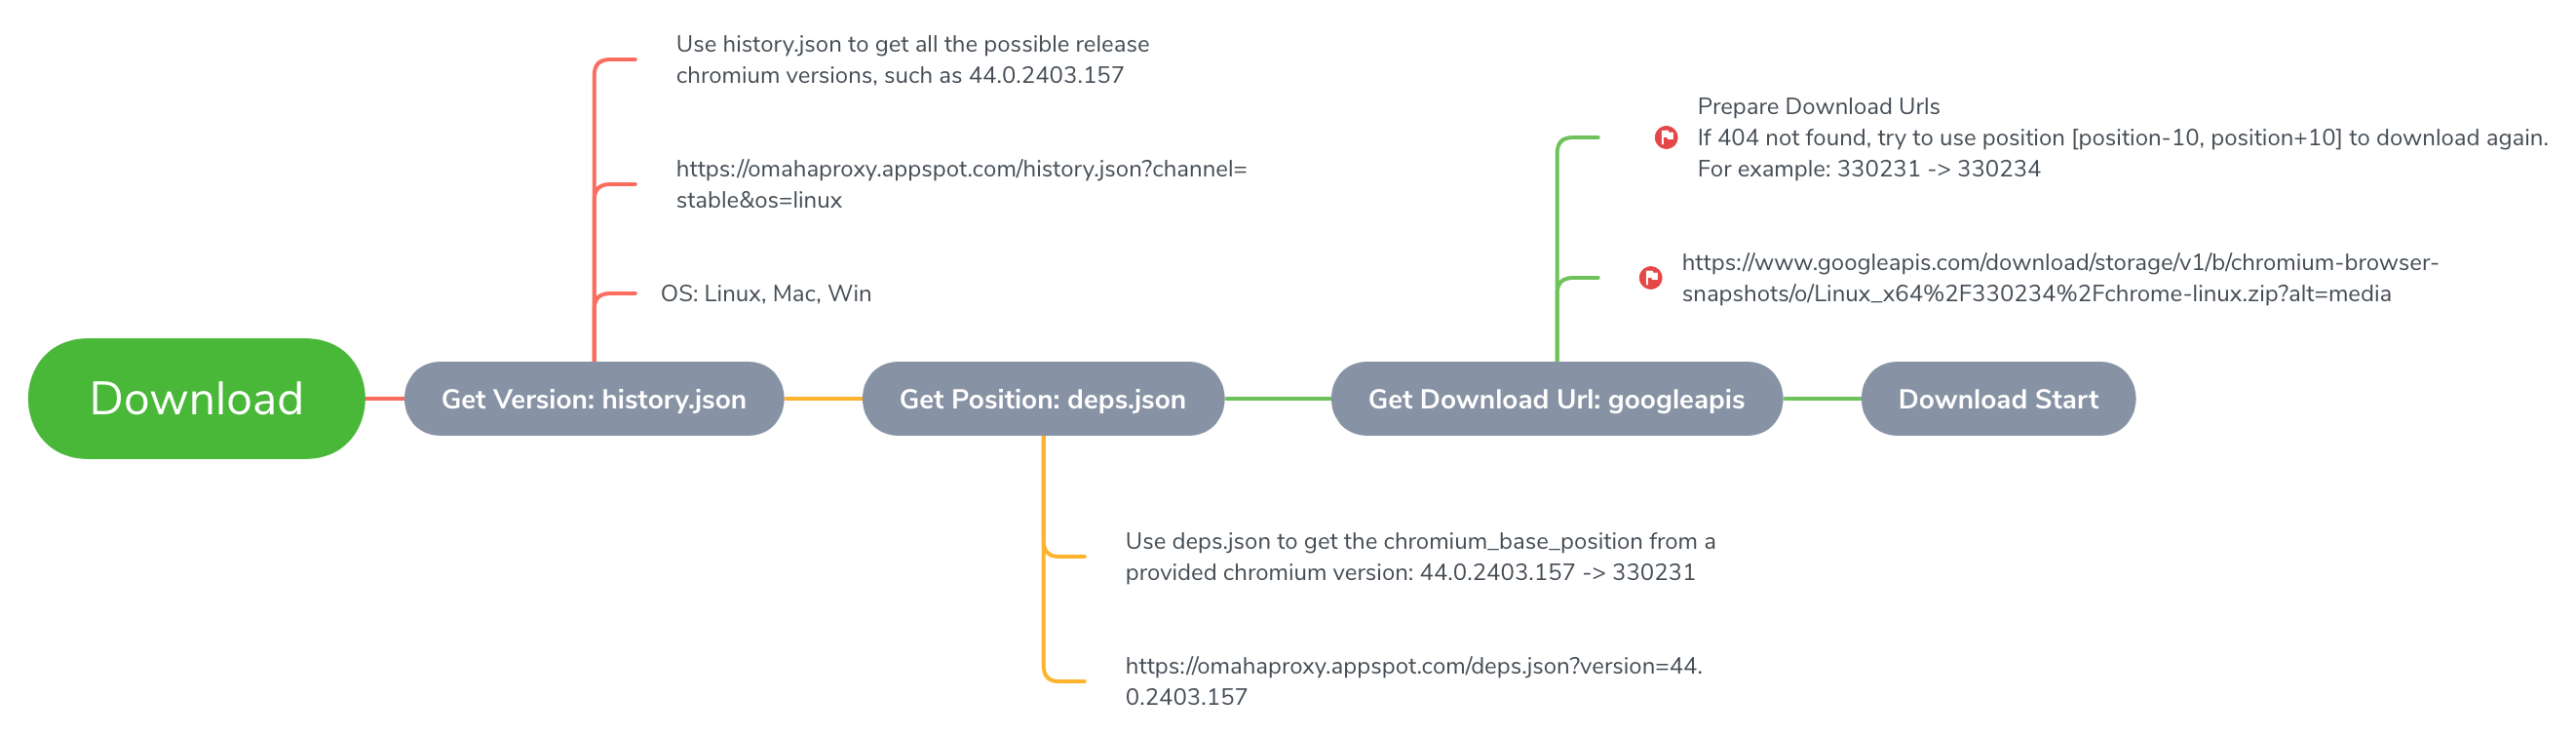 Use history.json to get all the possible release
chromium versions, such as 44.0.2403.157
https://omahaproxy.appspot.com/history.json?channel=
stable&os=linux
OS: Linux, Mac, Win
Prepare Download Urls
If 404 not found, try to use position [position-10, position+10] to download again.
For example: 330231 -> 330234
https://www.googleapis.com/download/storage/v1/b/chromium-browser-
snapshots/o/Linux_x64%2F330234%2Fchrome-linux.zip?alt=media
Download
Get Version: history.json
Get Position: deps.json
Get Download Url: googleapis
Download Start
Use deps.json to get the chromium_base_position from a
provided chromium version: 44.0.2403.157 -> 330231
https://omahaproxy.appspot.com/deps.json?version=44.
0.2403.157